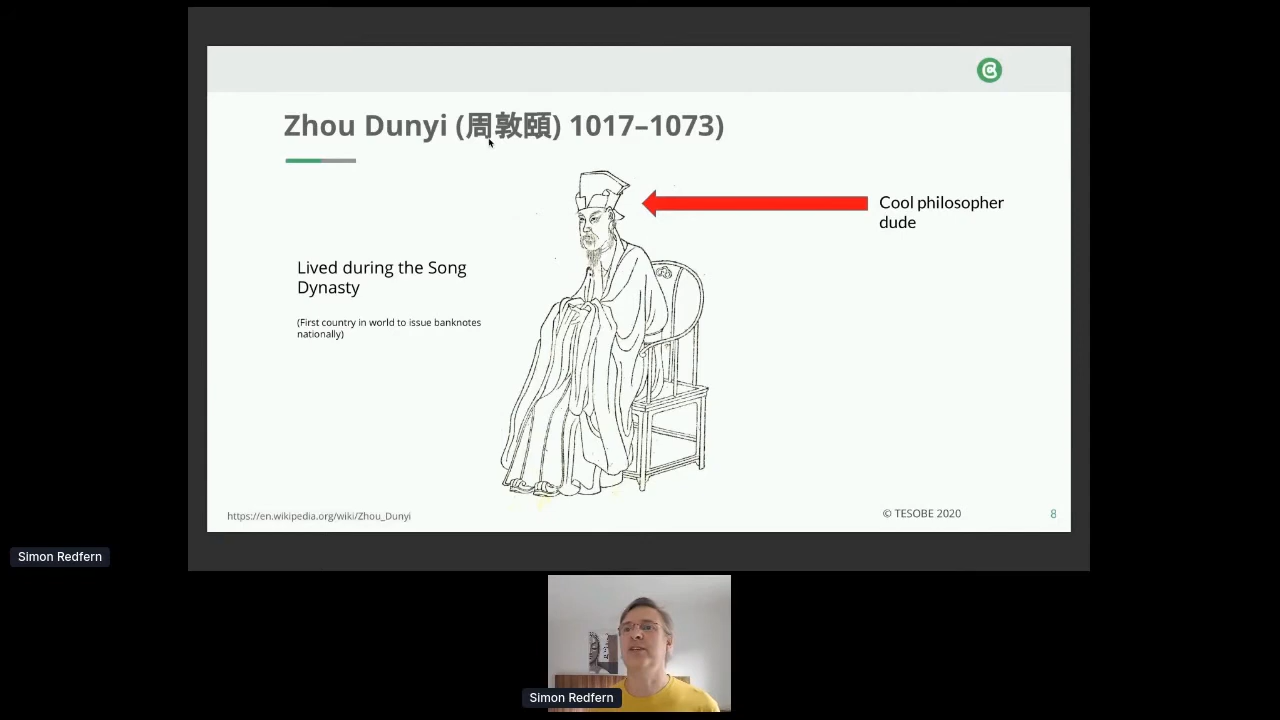 Zhou Dunyi (周敦頤) 1017–1073)
Cool philosopher
dude
Lived during the Song
Dynasty
(First country in world to issue banknotes
nationally)
https://en.wikipedia.org/wiki/Zhou_Dunyi
© TESOBE 2020
8
Simon Redfern
Simon Redfern